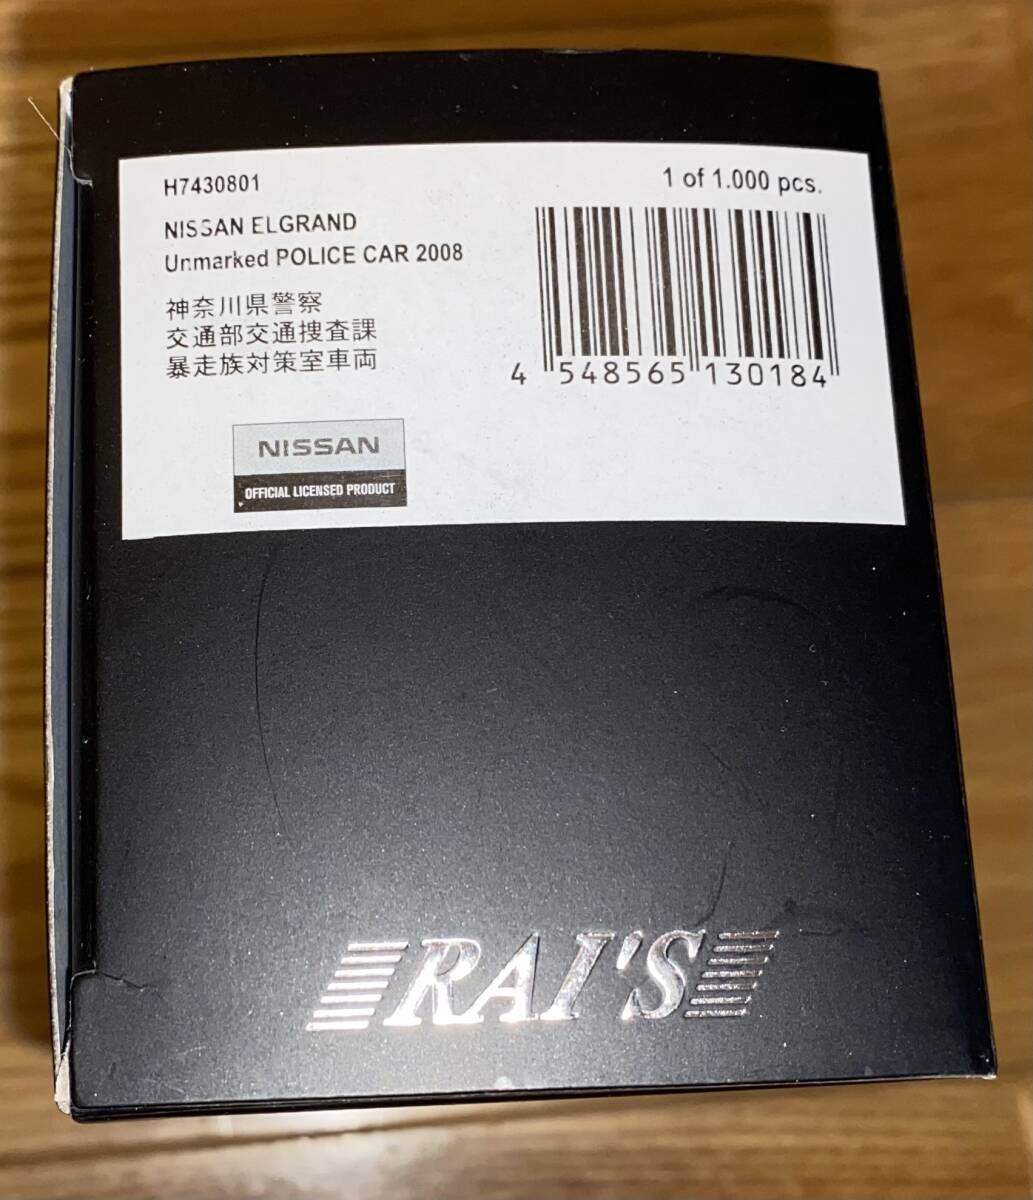 H7430801
1 of 1.000 pcs.
NISSAN ELGRAND
Unmarked POLICE CAR 2008
神奈川県警察
交通部交通捜査課
暴走族対策室車両
4 548565 130184
NISSAN
OFFICIAL LICENSED PRODUCT
RAI'S